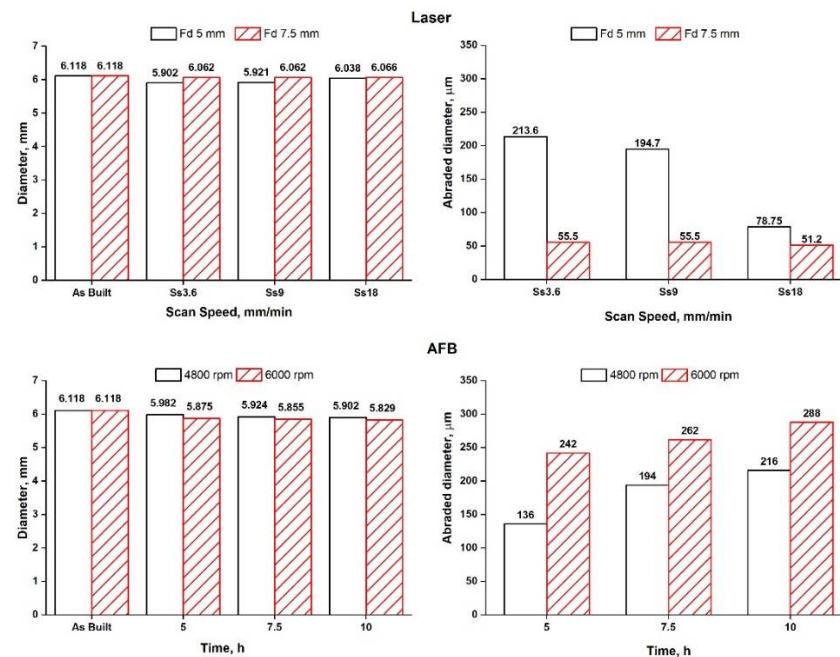 Laser
Fd 5 mm Fd 7.5 mm
7
6
5
4
3
2
1
0
Diameter, mm
6.118 6.118
5.902 6.062
5.921 6.062
6.038 6.066
As Built Ss3.6 Ss9 Ss18
Scan Speed, mm/min
Fd 5 mm Fd 7.5 mm
350
300
250
200
150
100
50
0
Abraded diameter, μm
213.6 55.5
194.7 55.5
78.75 51.2
Ss3.6 Ss9 Ss18
Scan Speed, mm/min
AFB
4800 rpm 6000 rpm
7
6
5
4
3
2
1
0
Diameter, mm
6.118 6.118
5.982 5.875
5.924 5.855
5.902 5.829
As Built 5 7.5 10
Time, h
4800 rpm 6000 rpm
350
300
250
200
150
100
50
0
Abraded diameter, μm
136 242
194 262
216 288
5 7.5 10
Time, h